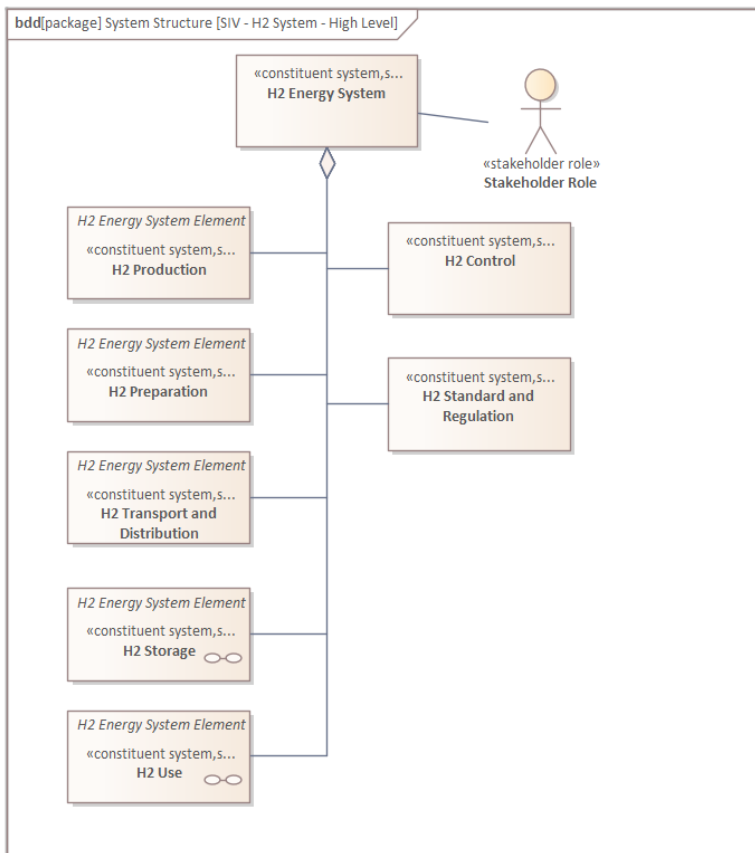 bdd[package] System Structure [SIV - H2 System - High Level]
«constituent system,s...
H2 Energy System
«stakeholder role»
Stakeholder Role
H2 Energy System Element
«constituent system,s...
H2 Production
«constituent system,s...
H2 Control
H2 Energy System Element
«constituent system,s...
H2 Preparation
«constituent system,s...
H2 Standard and
Regulation
H2 Energy System Element
«constituent system,s...
H2 Transport and
Distribution
H2 Energy System Element
«constituent system,s...
H2 Storage
H2 Energy System Element
«constituent system,s...
H2 Use